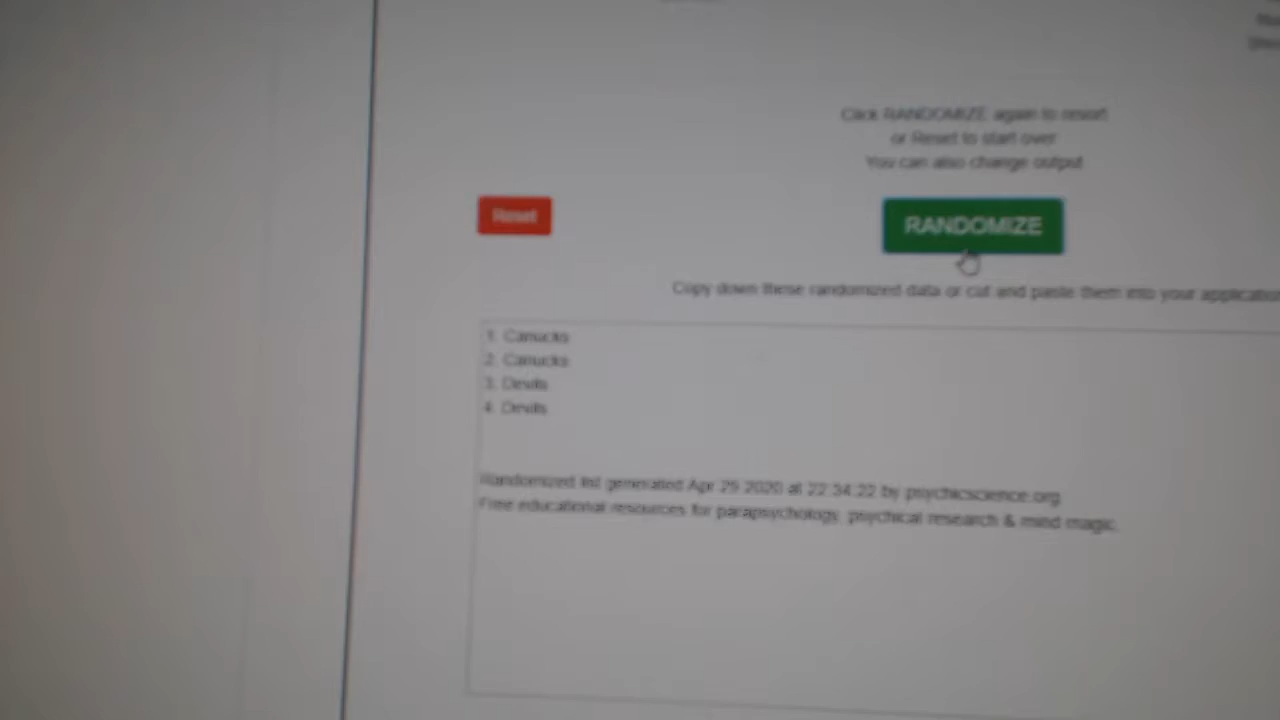 Click RANDOMIZE again to resort
or Reset to start over
You can also change output
Reset
RANDOMIZE
Copy down these randomized data or cut and paste them into your application
1. Canucks
2. Canucks
3. Devils
4. Devils
Randomized list generated Apr 25 2020 at 22:34:22 by psychicscience.org
Free educational resources for parapsychology, psychical research & mind magic.